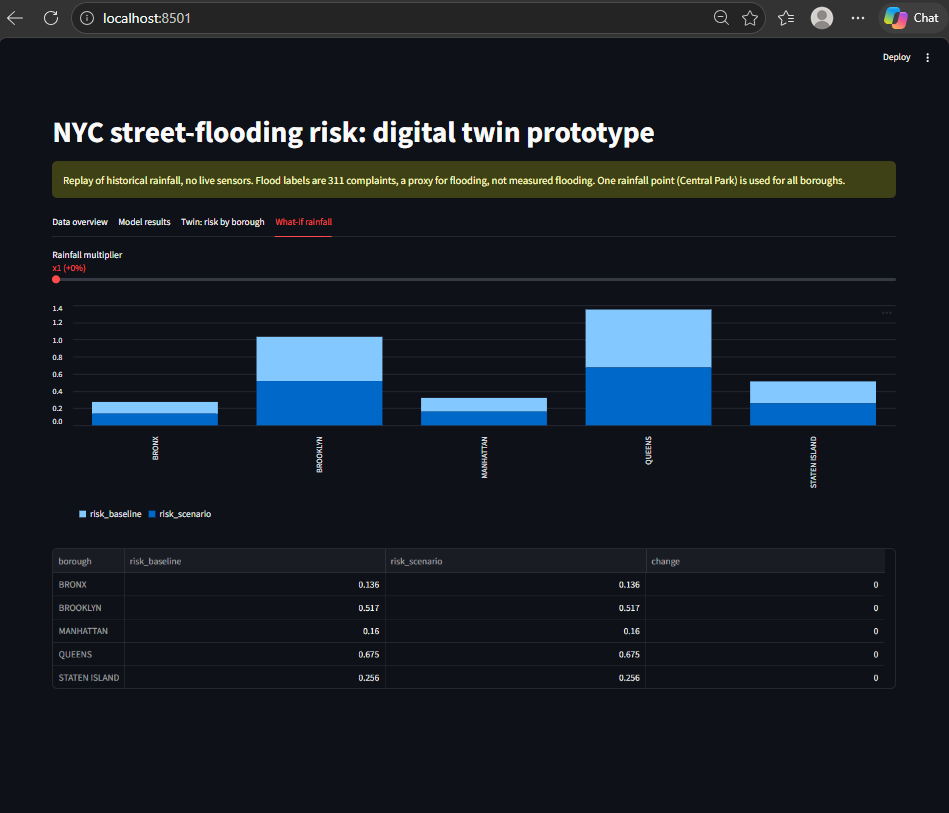 localhost:8501
Chat
Deploy
NYC street-flooding risk: digital twin prototype
Replay of historical rainfall, no live sensors. Flood labels are 311 complaints, a proxy for flooding, not measured flooding. One rainfall point (Central Park) is used for all boroughs.
Data overview Model results Twin: risk by borough What-if rainfall
Rainfall multiplier
x1 (+0%)
1.4
1.2
1.0
0.8
0.6
0.4
0.2
0.0
BRONX
BROOKLYN
MANHATTAN
QUEENS
STATEN ISLAND
risk_baseline risk_scenario
borough risk_baseline risk_scenario change
BRONX 0.136 0.136 0
BROOKLYN 0.517 0.517 0
MANHATTAN 0.16 0.16 0
QUEENS 0.675 0.675 0
STATEN ISLAND 0.256 0.256 0